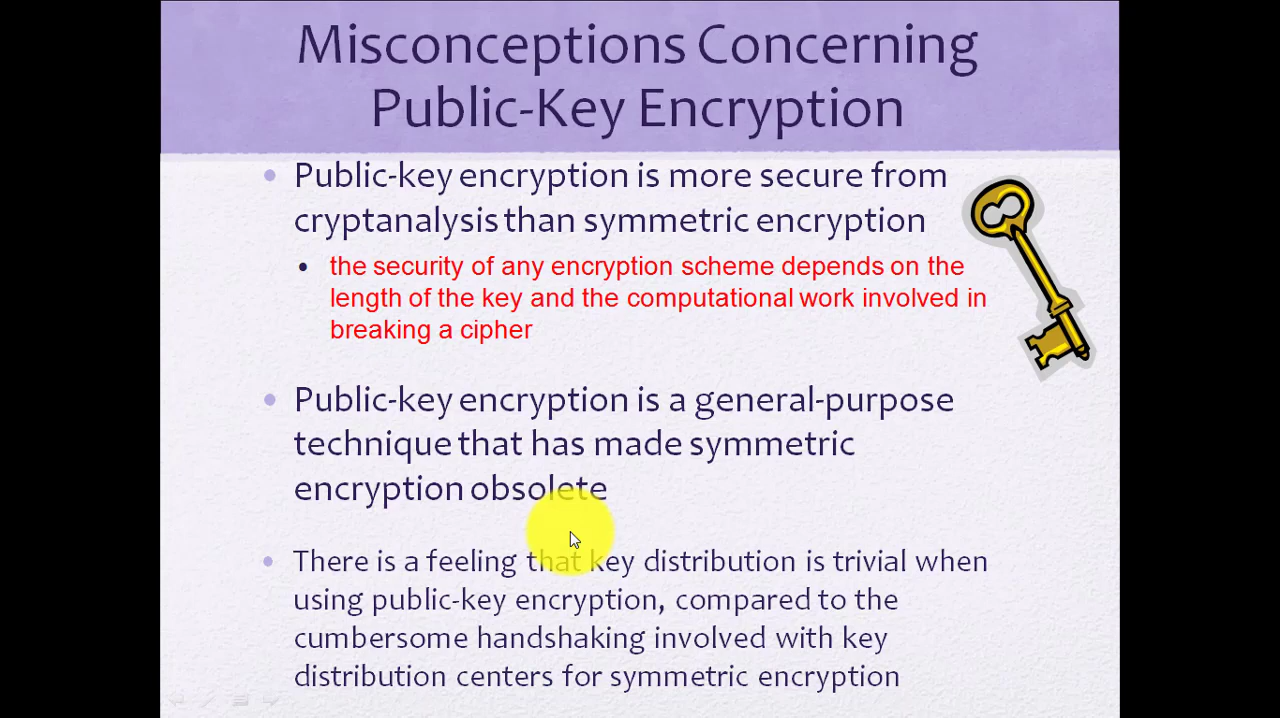 Misconceptions Concerning
Public-Key Encryption
• Public-key encryption is more secure from
cryptanalysis than symmetric encryption
• the security of any encryption scheme depends on the
length of the key and the computational work involved in
breaking a cipher
• Public-key encryption is a general-purpose
technique that has made symmetric
encryption obsolete
• There is a feeling that key distribution is trivial when
using public-key encryption, compared to the
cumbersome handshaking involved with key
distribution centers for symmetric encryption